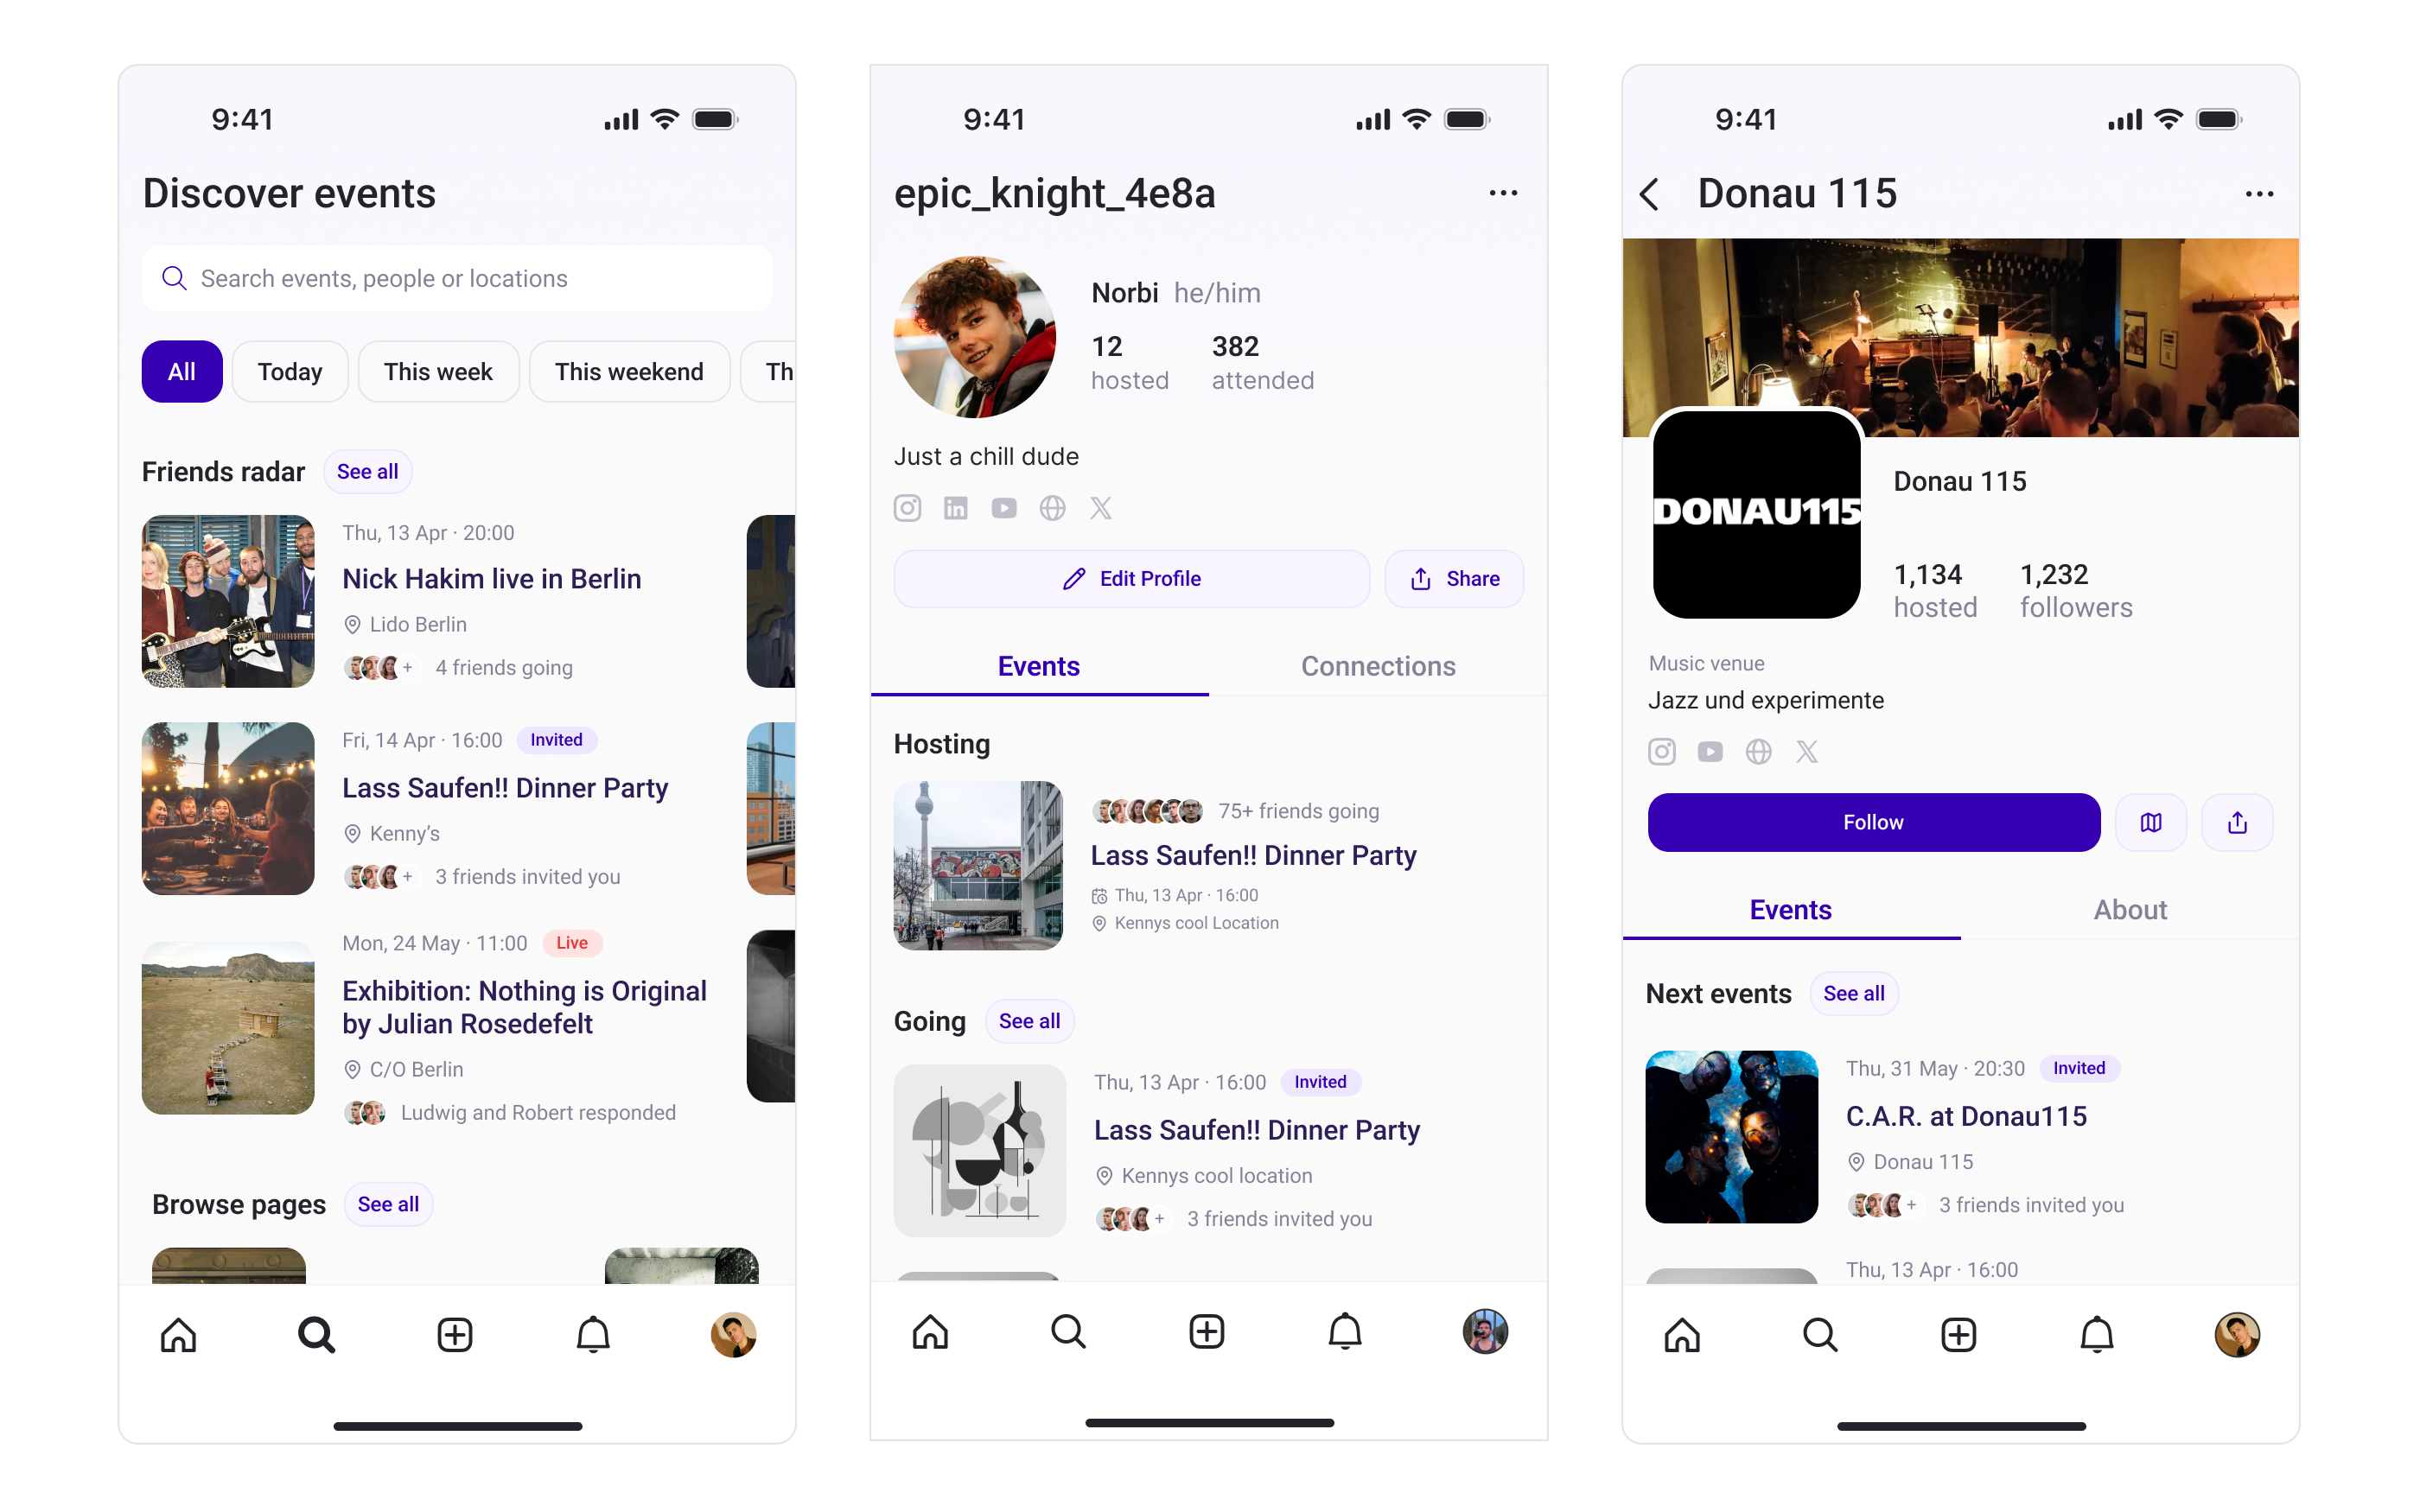 9:41
Discover events
Search events, people or locations
All
Today
This week
This weekend
Th
Friends radar
See all
Thu, 13 Apr · 20:00
Nick Hakim live in Berlin
Lido Berlin
+
4 friends going
Fri, 14 Apr · 16:00
Invited
Lass Saufen!! Dinner Party
Kenny’s
+
3 friends invited you
Mon, 24 May · 11:00
Live
Exhibition: Nothing is Original
by Julian Rosedefelt
C/O Berlin
Ludwig and Robert responded
Browse pages
See all
9:41
epic_knight_4e8a
Norbi he/him
12
hosted
382
attended
Just a chill dude
Edit Profile
Share
Events
Connections
Hosting
75+ friends going
Lass Saufen!! Dinner Party
Thu, 13 Apr · 16:00
Kennys cool Location
Going
See all
Thu, 13 Apr · 16:00
Invited
Lass Saufen!! Dinner Party
Kennys cool location
+
3 friends invited you
9:41
Donau 115
DONAU115
Donau 115
1,134
hosted
1,232
followers
Music venue
Jazz und experimente
Follow
Events
About
Next events
See all
Thu, 31 May · 20:30
Invited
C.A.R. at Donau115
Donau 115
+
3 friends invited you
Thu, 13 Apr · 16:00